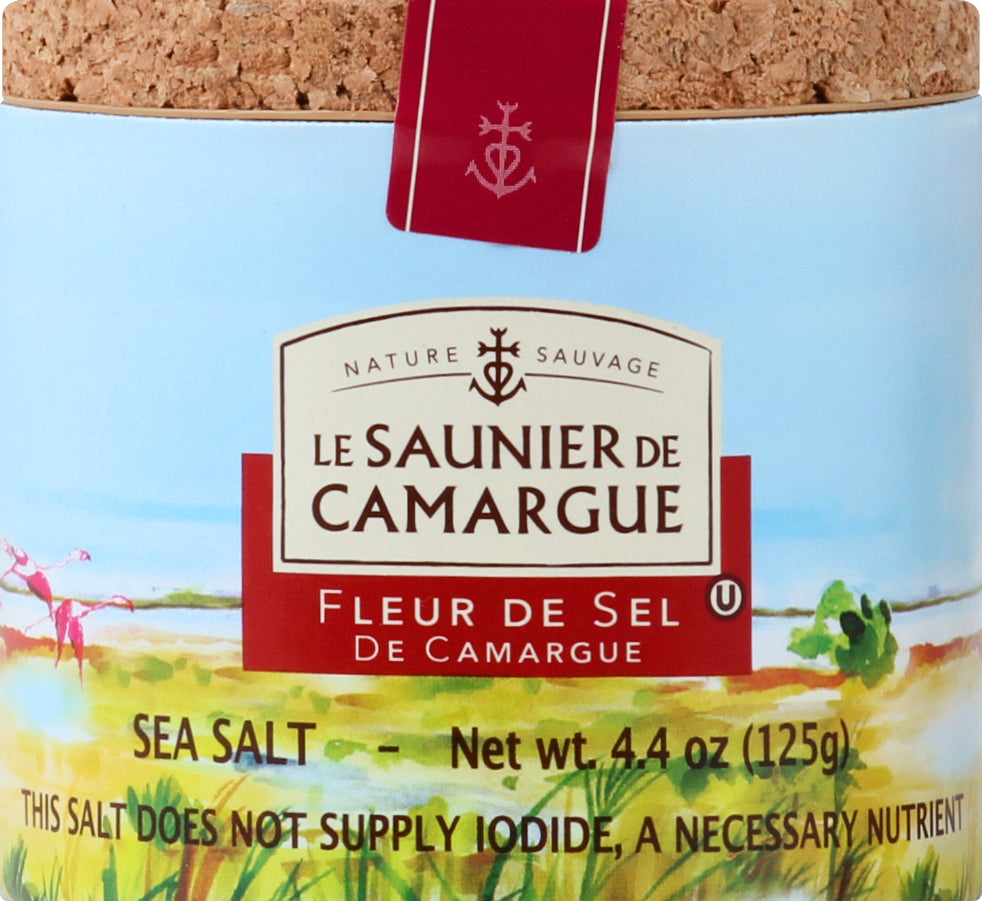 NATURE SAUVAGE
LE SAUNIER DE
CAMARGUE
FLEUR DE SEL
DE CAMARGUE
U
SEA SALT – Net wt. 4.4 oz (125g)
THIS SALT DOES NOT SUPPLY IODIDE, A NECESSARY NUTRIENT